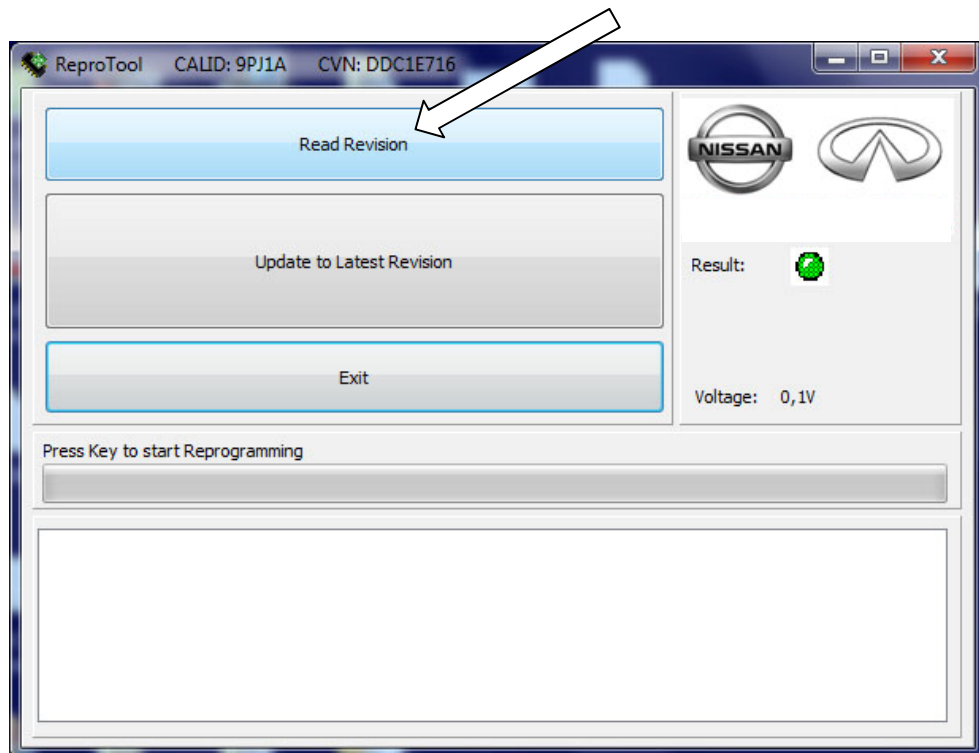 ReproTool CALID: 9PJ1A CVN: DDC1E716
Read Revision
Update to Latest Revision
Exit
NISSAN
Result:
Voltage: 0,1V
Press Key to start Reprogramming